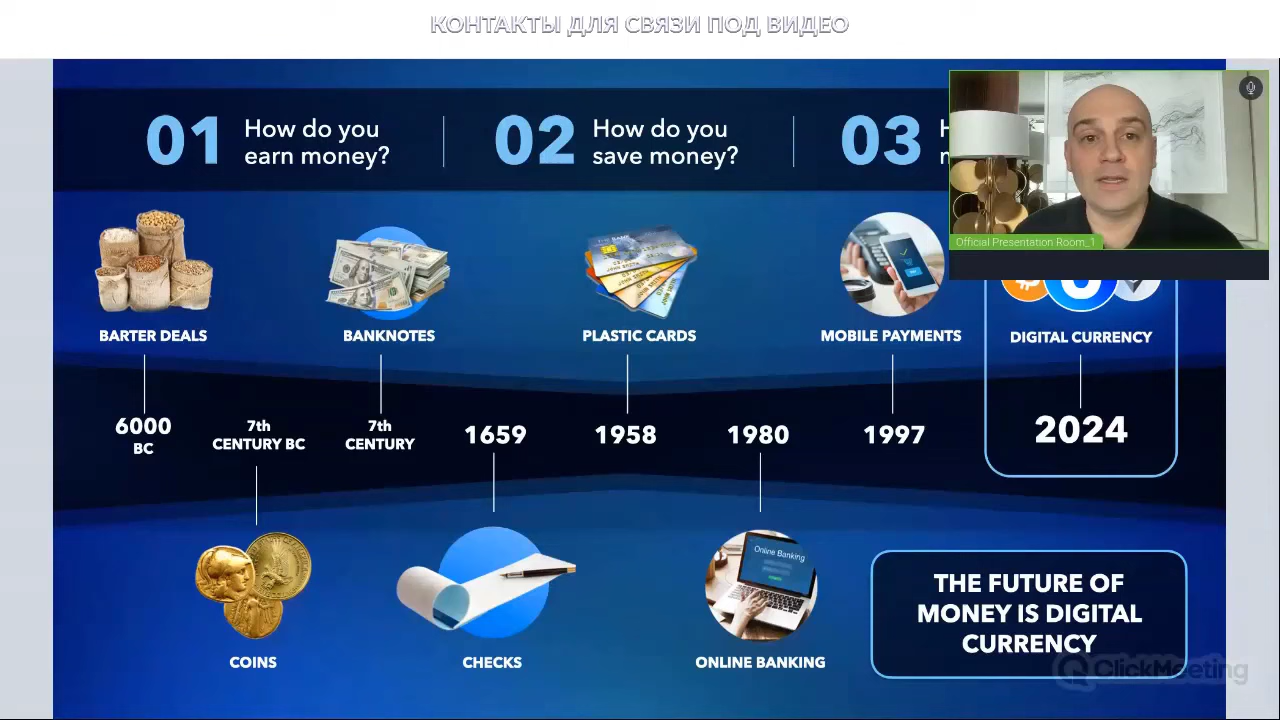 КОНТАКТЫ ДЛЯ СВЯЗИ ПОД ВИДЕО
01
How do you
earn money?
02
How do you
save money?
03
Official Presentation Room_1
BARTER DEALS
BANKNOTES
PLASTIC CARDS
MOBILE PAYMENTS
DIGITAL CURRENCY
6000
BC
7th
CENTURY BC
7th
CENTURY
1659
1958
1980
1997
2024
Online Banking
COINS
CHECKS
ONLINE BANKING
THE FUTURE OF
MONEY IS DIGITAL
CURRENCY
ClickMeeting